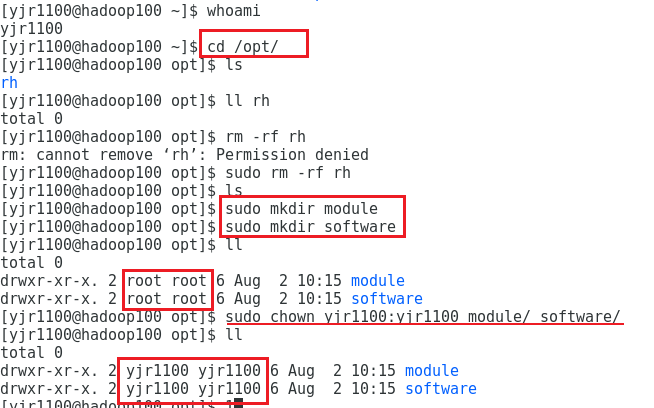 [yjr1100@hadoop100 ~]$ whoami
yjr1100
[yjr1100@hadoop100 ~]$ cd /opt/
[yjr1100@hadoop100 opt]$ ls
rh
[yjr1100@hadoop100 opt]$ ll rh
total 0
[yjr1100@hadoop100 opt]$ rm -rf rh
rm: cannot remove ‘rh’: Permission denied
[yjr1100@hadoop100 opt]$ sudo rm -rf rh
[yjr1100@hadoop100 opt]$ ls
[yjr1100@hadoop100 opt]$ sudo mkdir module
[yjr1100@hadoop100 opt]$ sudo mkdir software
[yjr1100@hadoop100 opt]$ ll
total 0
drwxr-xr-x. 2 root root 6 Aug  2 10:15 module
drwxr-xr-x. 2 root root 6 Aug  2 10:15 software
[yjr1100@hadoop100 opt]$ sudo chown yjr1100:yjr1100 module/ software/
[yjr1100@hadoop100 opt]$ ll
total 0
drwxr-xr-x. 2 yjr1100 yjr1100 6 Aug  2 10:15 module
drwxr-xr-x. 2 yjr1100 yjr1100 6 Aug  2 10:15 software
[yjr1100@hadoop100 opt]$